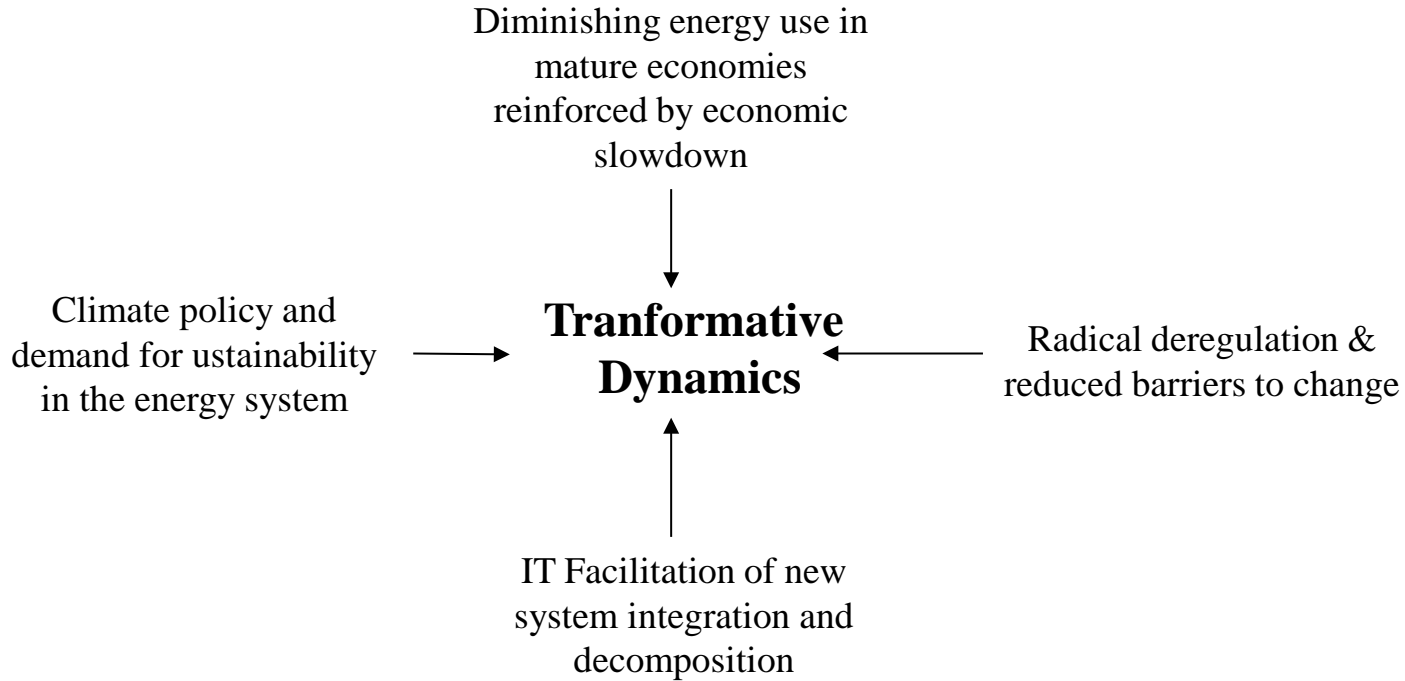 Diminishing energy use in
mature economies
reinforced by economic
slowdown
Climate policy and
demand for ustainability
in the energy system
Tranformative
Dynamics
Radical deregulation &
reduced barriers to change
IT Facilitation of new
system integration and
decomposition